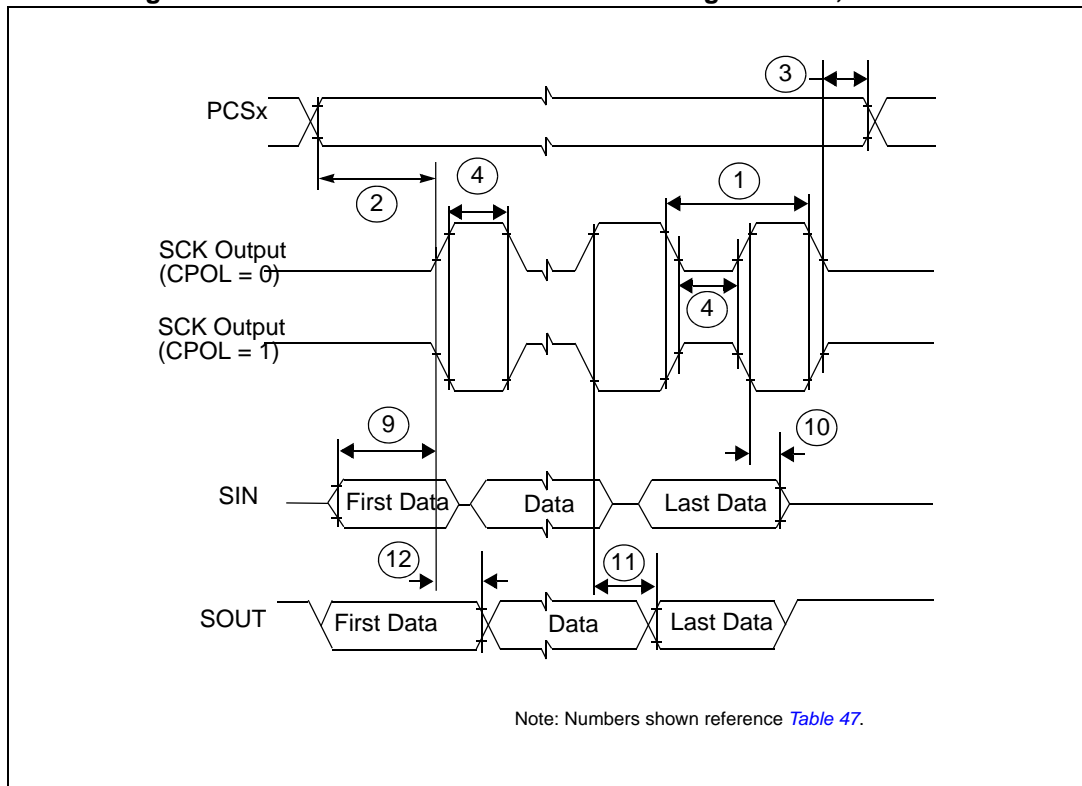 3
PCSx
2
4
1
SCK Output
(CPOL = 0)
4
SCK Output
(CPOL = 1)
9
10
SIN
First Data
Data
Last Data
12
11
SOUT
First Data
Data
Last Data
Note: Numbers shown reference Table 47.